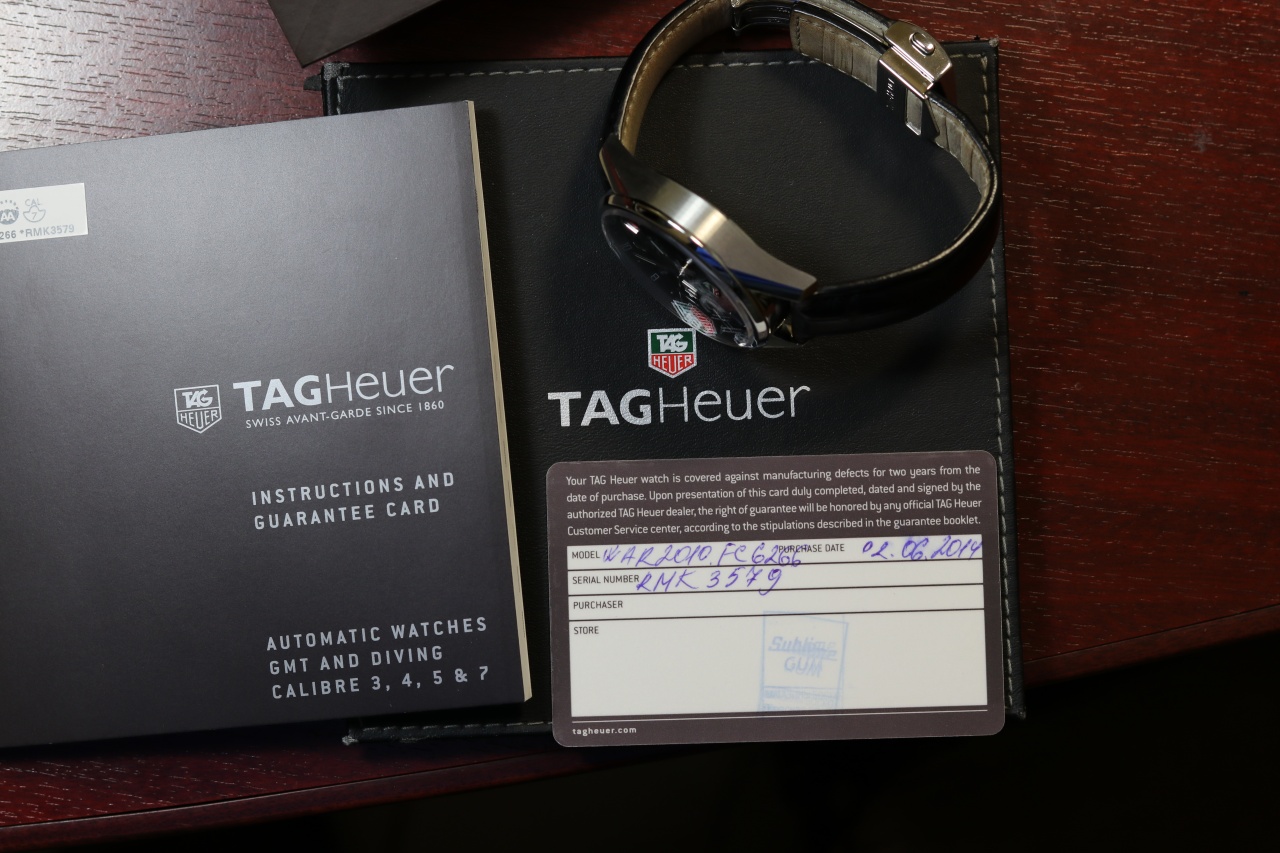 AA CAL 7
266 *RMK3579
TAG HEUER
TAGHeuer
SWISS AVANT-GARDE SINCE 1860
INSTRUCTIONS AND
GUARANTEE CARD
AUTOMATIC WATCHES
GMT AND DIVING
CALIBRE 3, 4, 5 & 7
TAG HEUER
TAGHeuer
Your TAG Heuer watch is covered against manufacturing defects for two years from the
date of purchase. Upon presentation of this card duly completed, dated and signed by the
authorized TAG Heuer dealer, the right of guarantee will be honored by any official TAG Heuer
Customer Service center, according to the stipulations described in the guarantee booklet.
MODEL WAR2010.FC6266 PURCHASE DATE 02.06.2014
SERIAL NUMBER RMK 3579
PURCHASER
STORE
Sublime
GUM
tagheuer.com